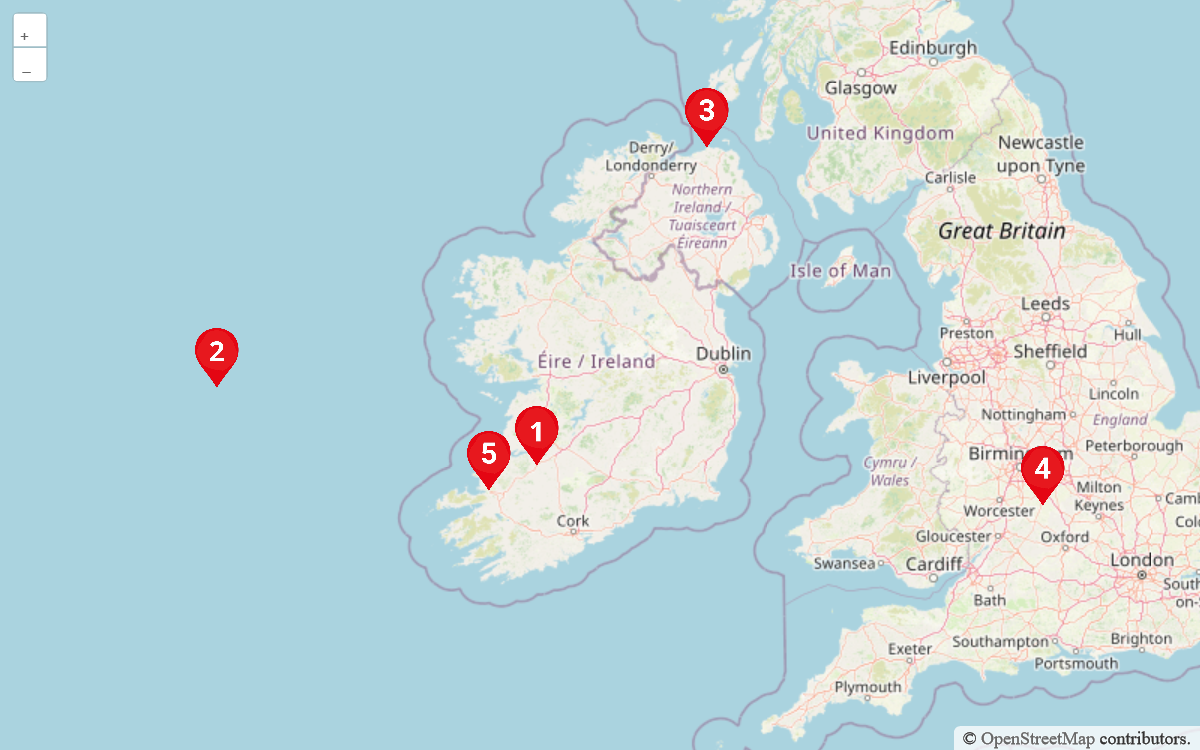 +
–
Edinburgh
Glasgow
3
United Kingdom
Newcastle
upon Tyne
Derry/
Londonderry
Carlisle
Northern
Ireland /
Tuaisceart
Éireann
Great Britain
Isle of Man
Leeds
Preston
Hull
2
Dublin
Sheffield
Éire / Ireland
Liverpool
Lincoln
Nottingham
England
1
Peterborough
5
Birmin
m
4
Cymru /
Wales
Milton
Keynes
Camb
Worcester
Cork
Colc
Gloucester
Oxford
Swansea
Cardiff
London
South
on-S
Bath
Southampton
Brighton
Exeter
Portsmouth
Plymouth
© OpenStreetMap contributors.